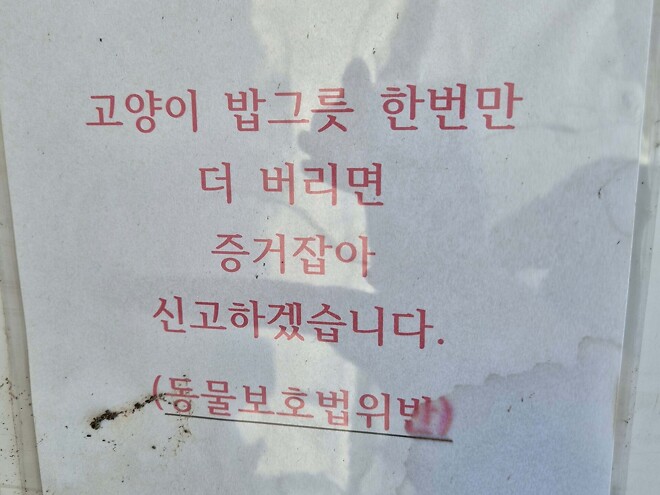 고양이 밥그릇 한번만
더 버리면
증거잡아
신고하겠습니다.
(동물보호법위반)